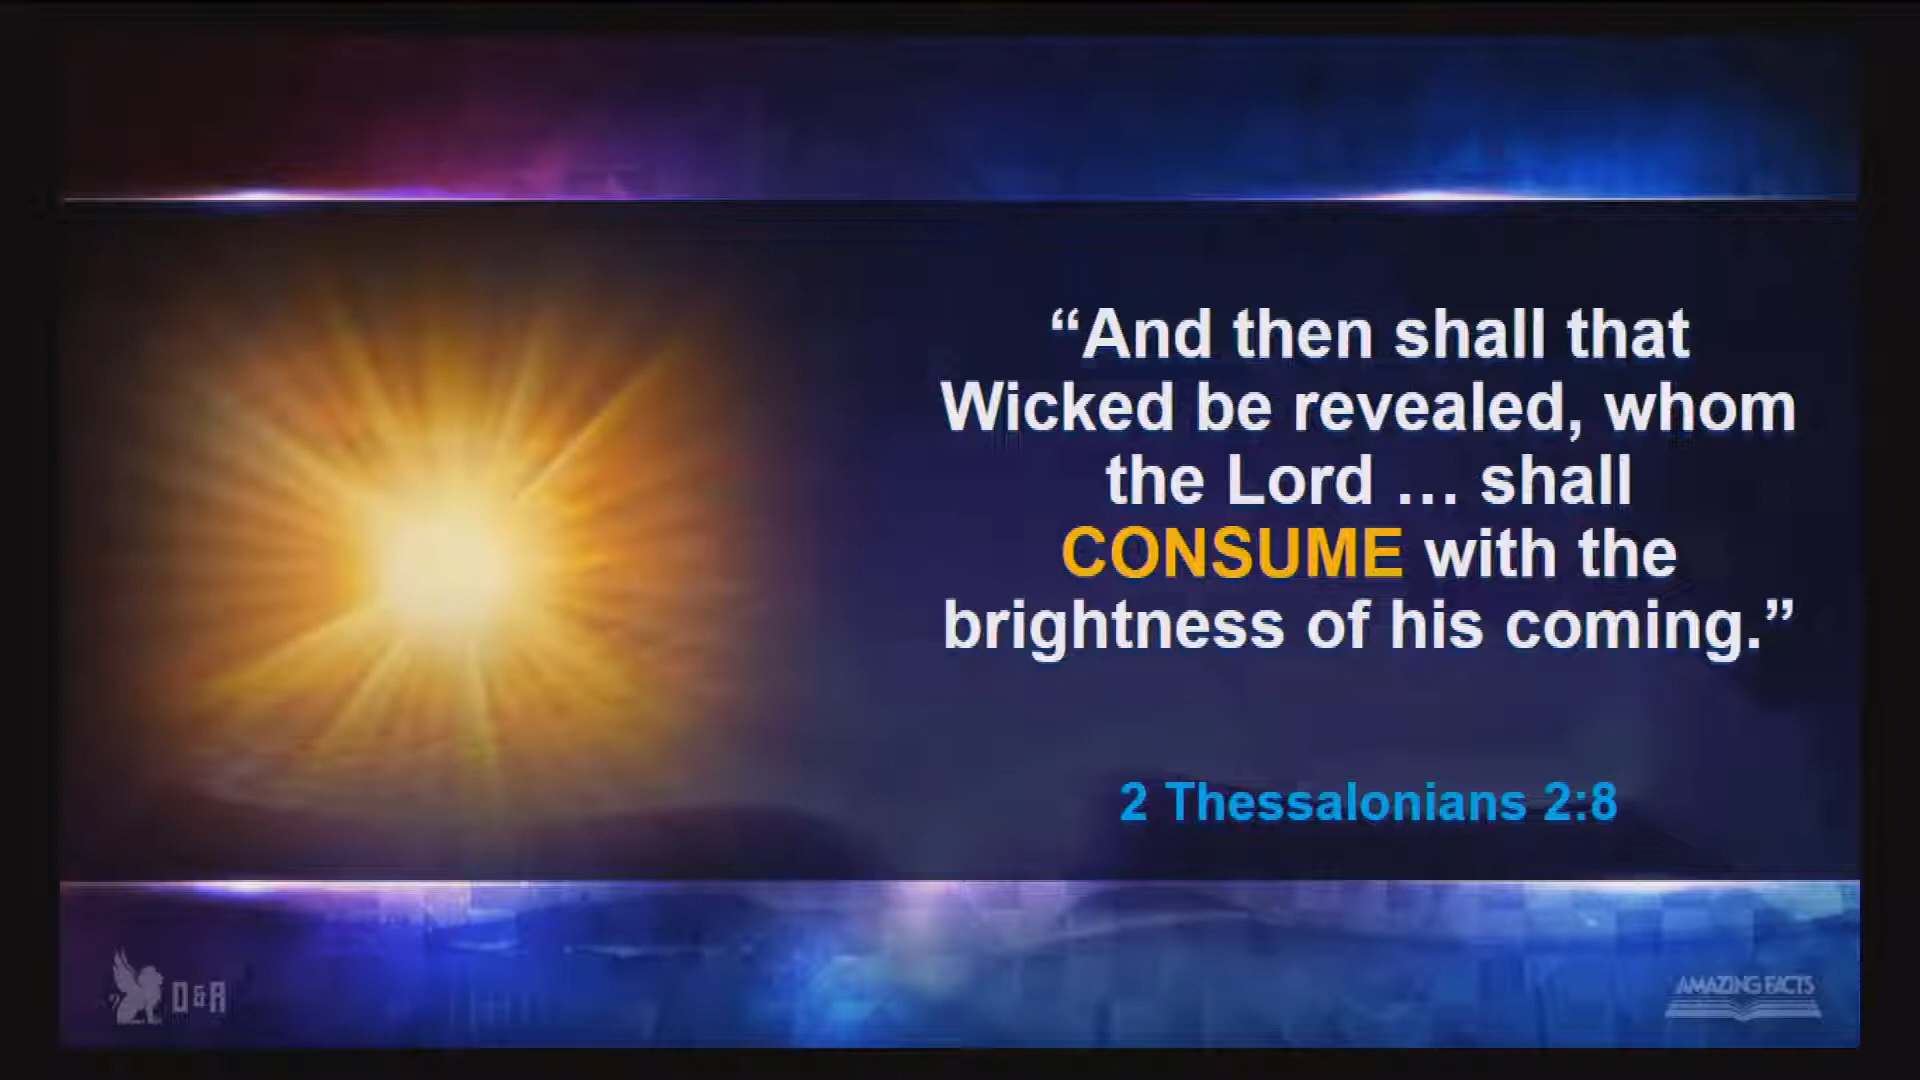 “And then shall that
Wicked be revealed, whom
the Lord … shall
CONSUME with the
brightness of his coming.”
2 Thessalonians 2:8
D&R
AMAZING FACTS